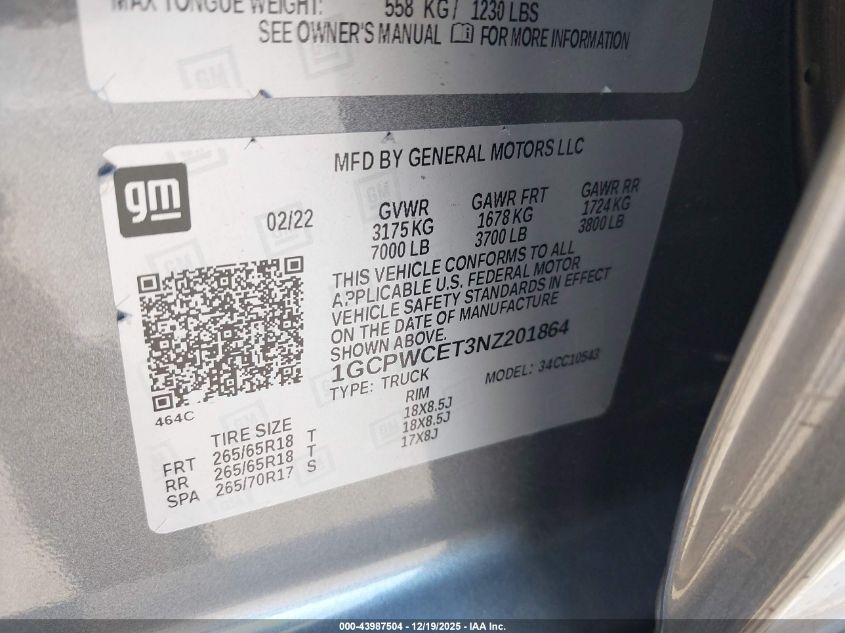 MAX TONGUE WEIGHT: 558 KG/ 1230 LBS
SEE OWNER'S MANUAL FOR MORE INFORMATION
MFD BY GENERAL MOTORS LLC
gm
02/22
GVWR GAWR FRT GAWR RR
3175 KG 1678 KG 1724 KG
7000 LB 3700 LB 3800 LB
THIS VEHICLE CONFORMS TO ALL
APPLICABLE U.S. FEDERAL MOTOR
VEHICLE SAFETY STANDARDS IN EFFECT
ON THE DATE OF MANUFACTURE
SHOWN ABOVE.
1GCPWCET3NZ201864
TYPE: TRUCK MODEL: 34CC10543
464C
TIRE SIZE RIM
FRT 265/65R18 T 18X8.5J
RR 265/65R18 T 18X8.5J
SPA 265/70R17 S 17X8J
000-43987504 - 12/19/2025 - IAA Inc.